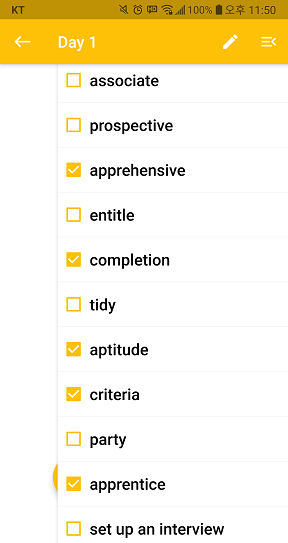 KT 100% 오후 11:50
Day 1
associate
prospective
apprehensive
entitle
completion
tidy
aptitude
criteria
party
apprentice
set up an interview